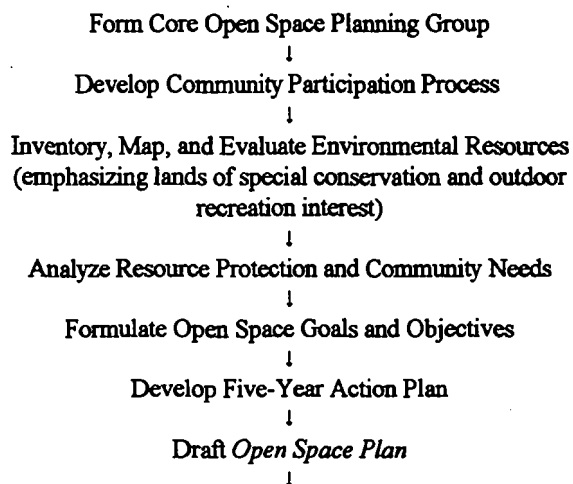 Form Core Open Space Planning Group
↓
Develop Community Participation Process
↓
Inventory, Map, and Evaluate Environmental Resources
(emphasizing lands of special conservation and outdoor
recreation interest)
↓
Analyze Resource Protection and Community Needs
↓
Formulate Open Space Goals and Objectives
↓
Develop Five-Year Action Plan
↓
Draft Open Space Plan
↓